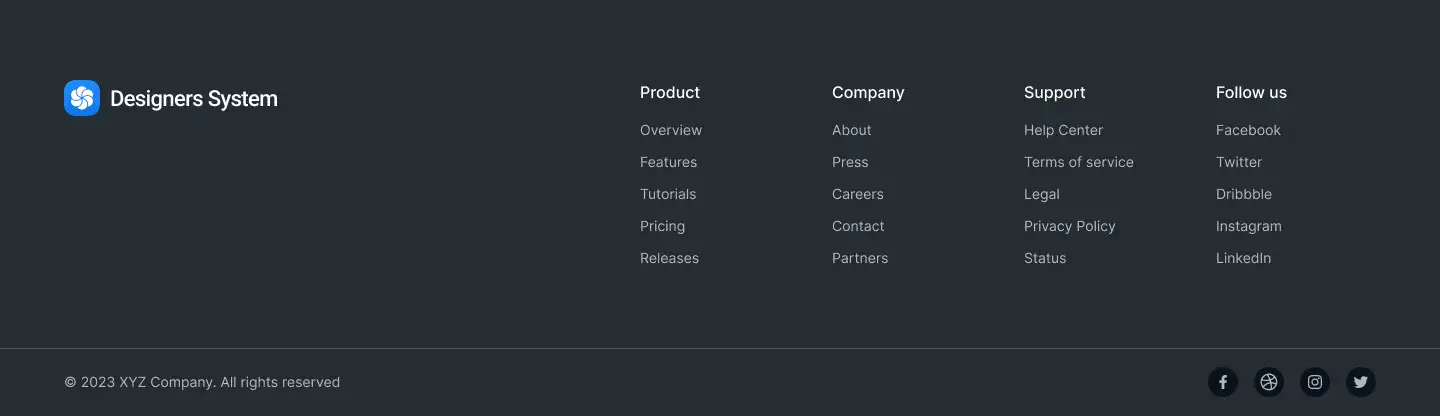 Designers System
Product
Overview
Features
Tutorials
Pricing
Releases
Company
About
Press
Careers
Contact
Partners
Support
Help Center
Terms of service
Legal
Privacy Policy
Status
Follow us
Facebook
Twitter
Dribbble
Instagram
LinkedIn
© 2023 XYZ Company. All rights reserved